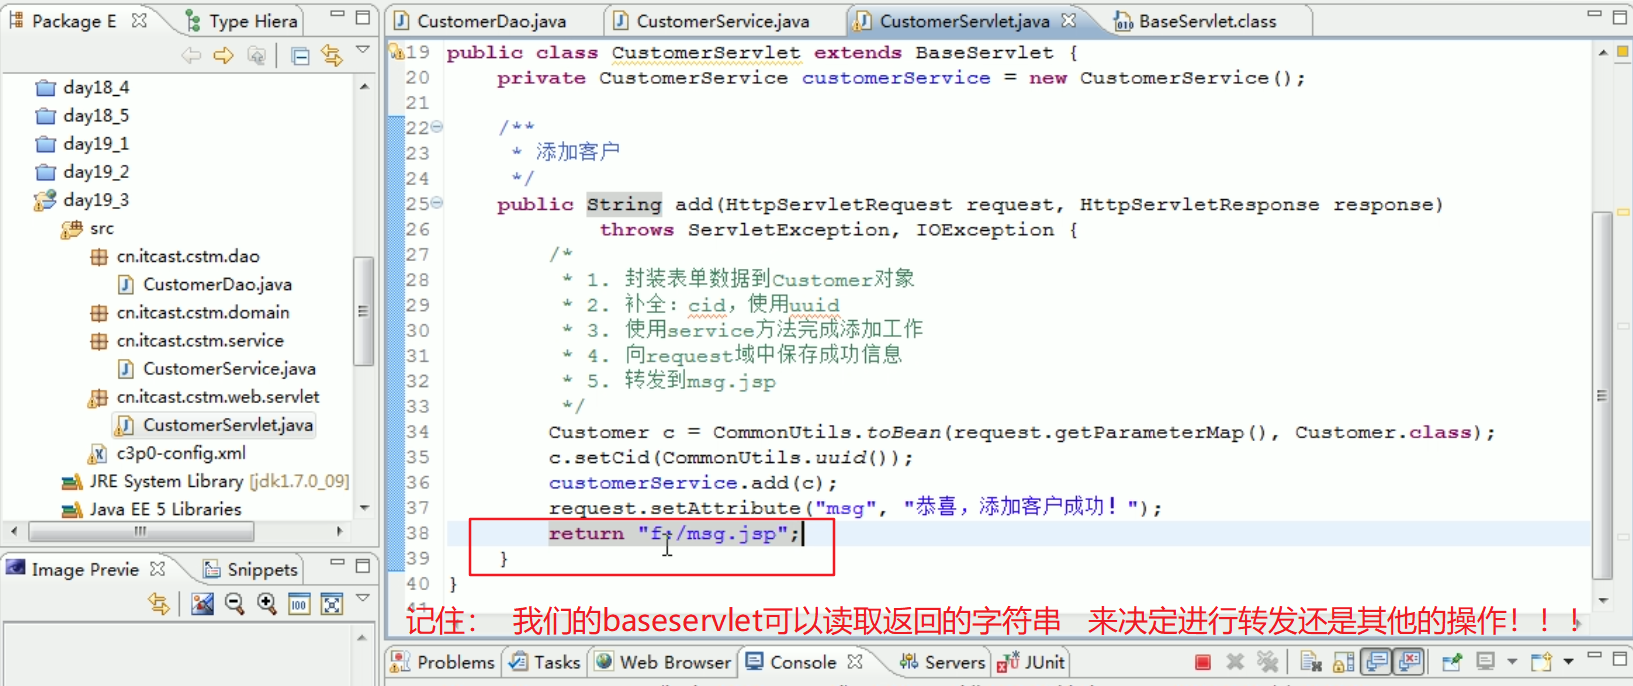 Package E
Type Hiera
CustomerDao.java
CustomerService.java
CustomerServlet.java
BaseServlet.class
day18_4
day18_5
day19_1
day19_2
day19_3
src
cn.itcast.cstm.dao
CustomerDao.java
cn.itcast.cstm.domain
cn.itcast.cstm.service
CustomerService.java
cn.itcast.cstm.web.servlet
CustomerServlet.java
c3p0-config.xml
JRE System Library [jdk1.7.0_09]
Java EE 5 Libraries
Image Previe
Snippets
19 public class CustomerServlet extends BaseServlet {
20 private CustomerService customerService = new CustomerService();
21
22 /**
23 * 添加客户
24 */
25 public String add(HttpServletRequest request, HttpServletResponse response)
26 throws ServletException, IOException {
27 /*
28 * 1. 封装表单数据到Customer对象
29 * 2. 补全：cid，使用uuid
30 * 3. 使用service方法完成添加工作
31 * 4. 向request域中保存成功信息
32 * 5. 转发到msg.jsp
33 */
34 Customer c = CommonUtils.toBean(request.getParameterMap(), Customer.class);
35 c.setCid(CommonUtils.uuid());
36 customerService.add(c);
37 request.setAttribute("msg", "恭喜，添加客户成功！");
38 return "f:/msg.jsp";
39 }
40 }
记住： 我们的baseservlet可以读取返回的字符串 来决定进行转发还是其他的操作！！！
Problems
Tasks
Web Browser
Console
Servers
JUnit